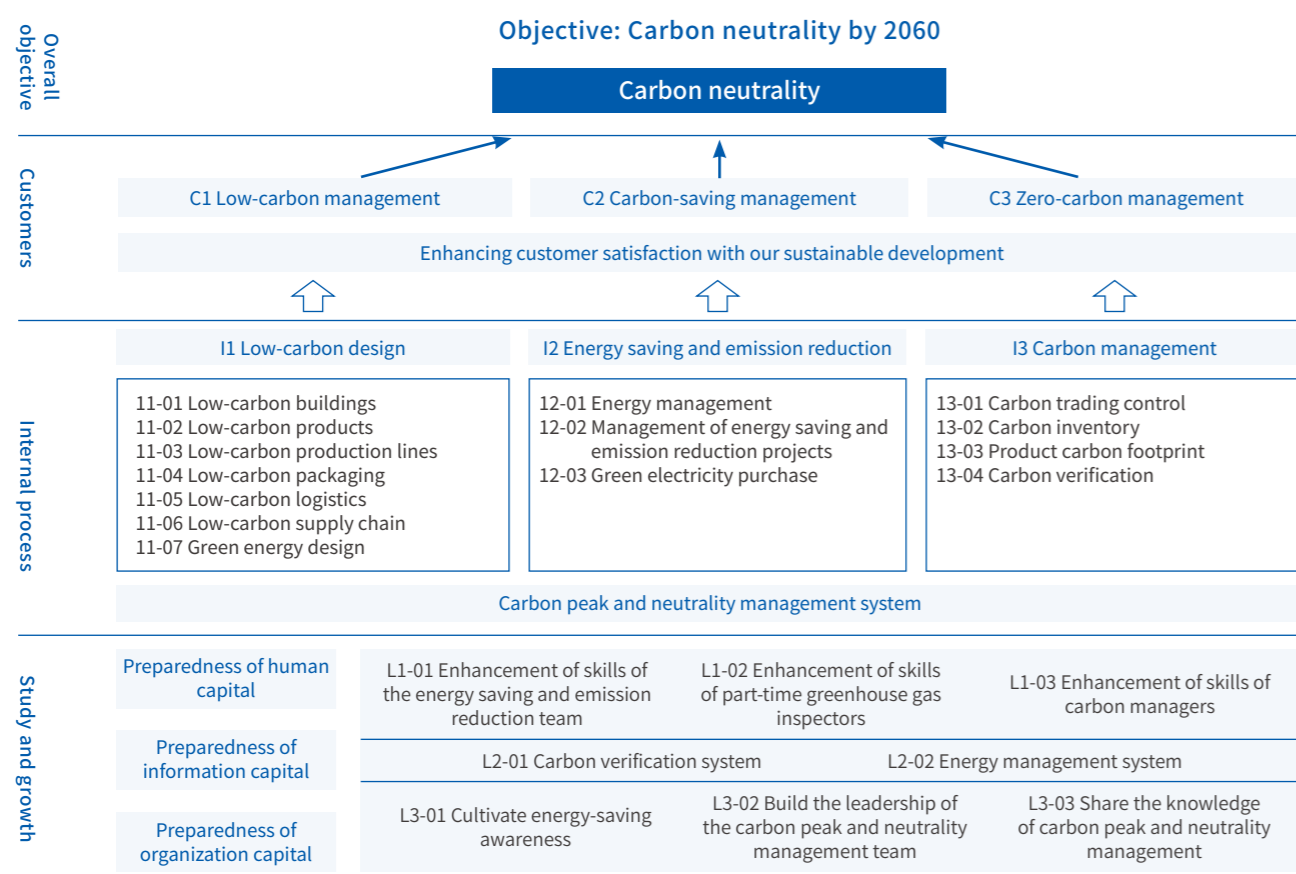 Overall
objective
Objective: Carbon neutrality by 2060
Carbon neutrality
Customers
C1 Low-carbon management
C2 Carbon-saving management
C3 Zero-carbon management
Enhancing customer satisfaction with our sustainable development
Internal process
I1 Low-carbon design
I2 Energy saving and emission reduction
I3 Carbon management
11-01 Low-carbon buildings
11-02 Low-carbon products
11-03 Low-carbon production lines
11-04 Low-carbon packaging
11-05 Low-carbon logistics
11-06 Low-carbon supply chain
11-07 Green energy design
12-01 Energy management
12-02 Management of energy saving and
emission reduction projects
12-03 Green electricity purchase
13-01 Carbon trading control
13-02 Carbon inventory
13-03 Product carbon footprint
13-04 Carbon verification
Carbon peak and neutrality management system
Study and growth
Preparedness of human
capital
L1-01 Enhancement of skills of
the energy saving and emission
reduction team
L1-02 Enhancement of skills
of part-time greenhouse gas
inspectors
L1-03 Enhancement of skills of
carbon managers
Preparedness of
information capital
L2-01 Carbon verification system
L2-02 Energy management system
Preparedness of
organization capital
L3-01 Cultivate energy-saving
awareness
L3-02 Build the leadership of
the carbon peak and neutrality
management team
L3-03 Share the knowledge
of carbon peak and neutrality
management